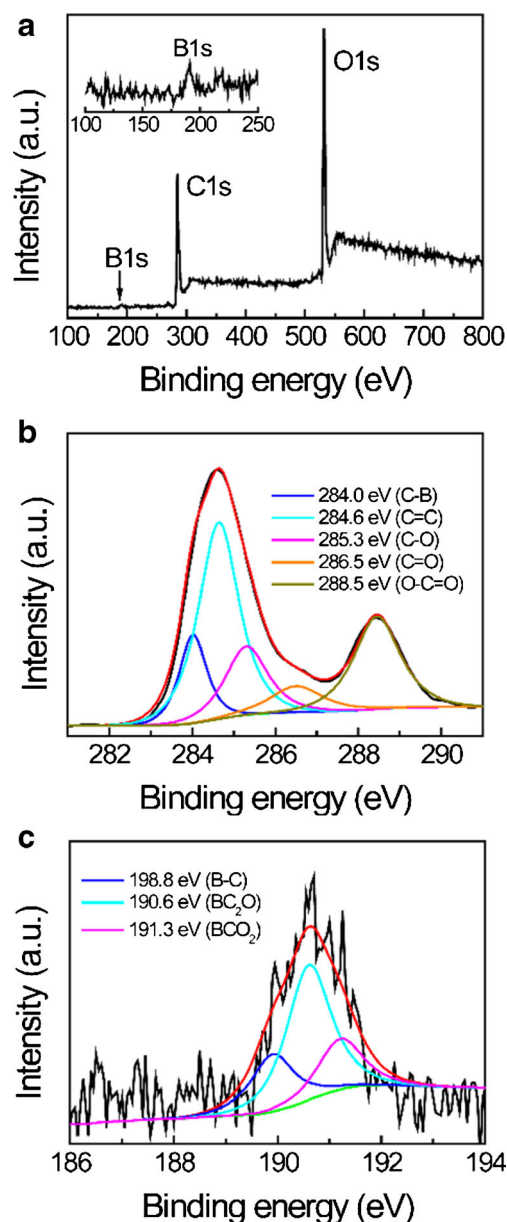 a
B1s
100 150 200 250
O1s
C1s
B1s
Intensity (a.u.)
100 200 300 400 500 600 700 800
Binding energy (eV)
b
284.0 eV (C-B)
284.6 eV (C=C)
285.3 eV (C-O)
286.5 eV (C=O)
288.5 eV (O-C=O)
Intensity (a.u.)
282 284 286 288 290
Binding energy (eV)
c
198.8 eV (B-C)
190.6 eV (BC₂O)
191.3 eV (BCO₂)
Intensity (a.u.)
186 188 190 192 194
Binding energy (eV)